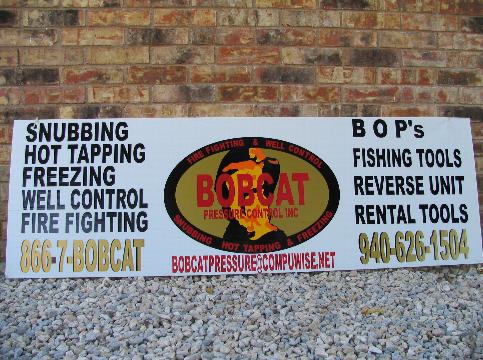 SNUBBING
HOT TAPPING
FREEZING
WELL CONTROL
FIRE FIGHTING
866-7-BOBCAT
FIRE FIGHTING & WELL CONTROL
BOBCAT
PRESSURE CONTROL INC
SNUBBING HOT TAPPING & FREEZING
BOBCATPRESSURE@COMPUWISE.NET
B O P's
FISHING TOOLS
REVERSE UNIT
RENTAL TOOLS
940-626-1504